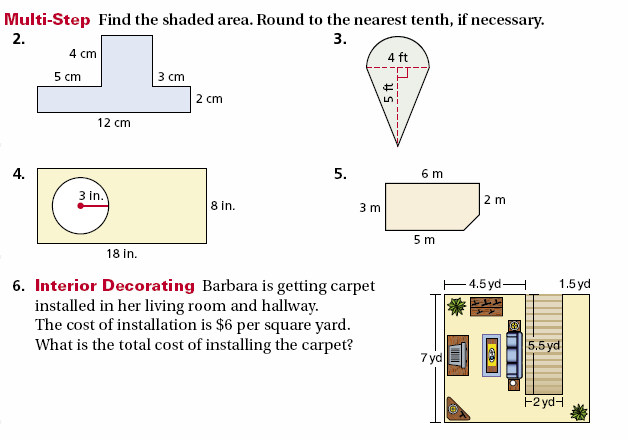 Multi-Step Find the shaded area. Round to the nearest tenth, if necessary.
2.
4 cm
5 cm
3 cm
2 cm
12 cm
3.
4 ft
5 ft
4.
3 in.
8 in.
18 in.
5.
6 m
3 m
2 m
5 m
6. Interior Decorating Barbara is getting carpet
installed in her living room and hallway.
The cost of installation is $6 per square yard.
What is the total cost of installing the carpet?
4.5 yd
1.5 yd
7 yd
5.5 yd
2 yd